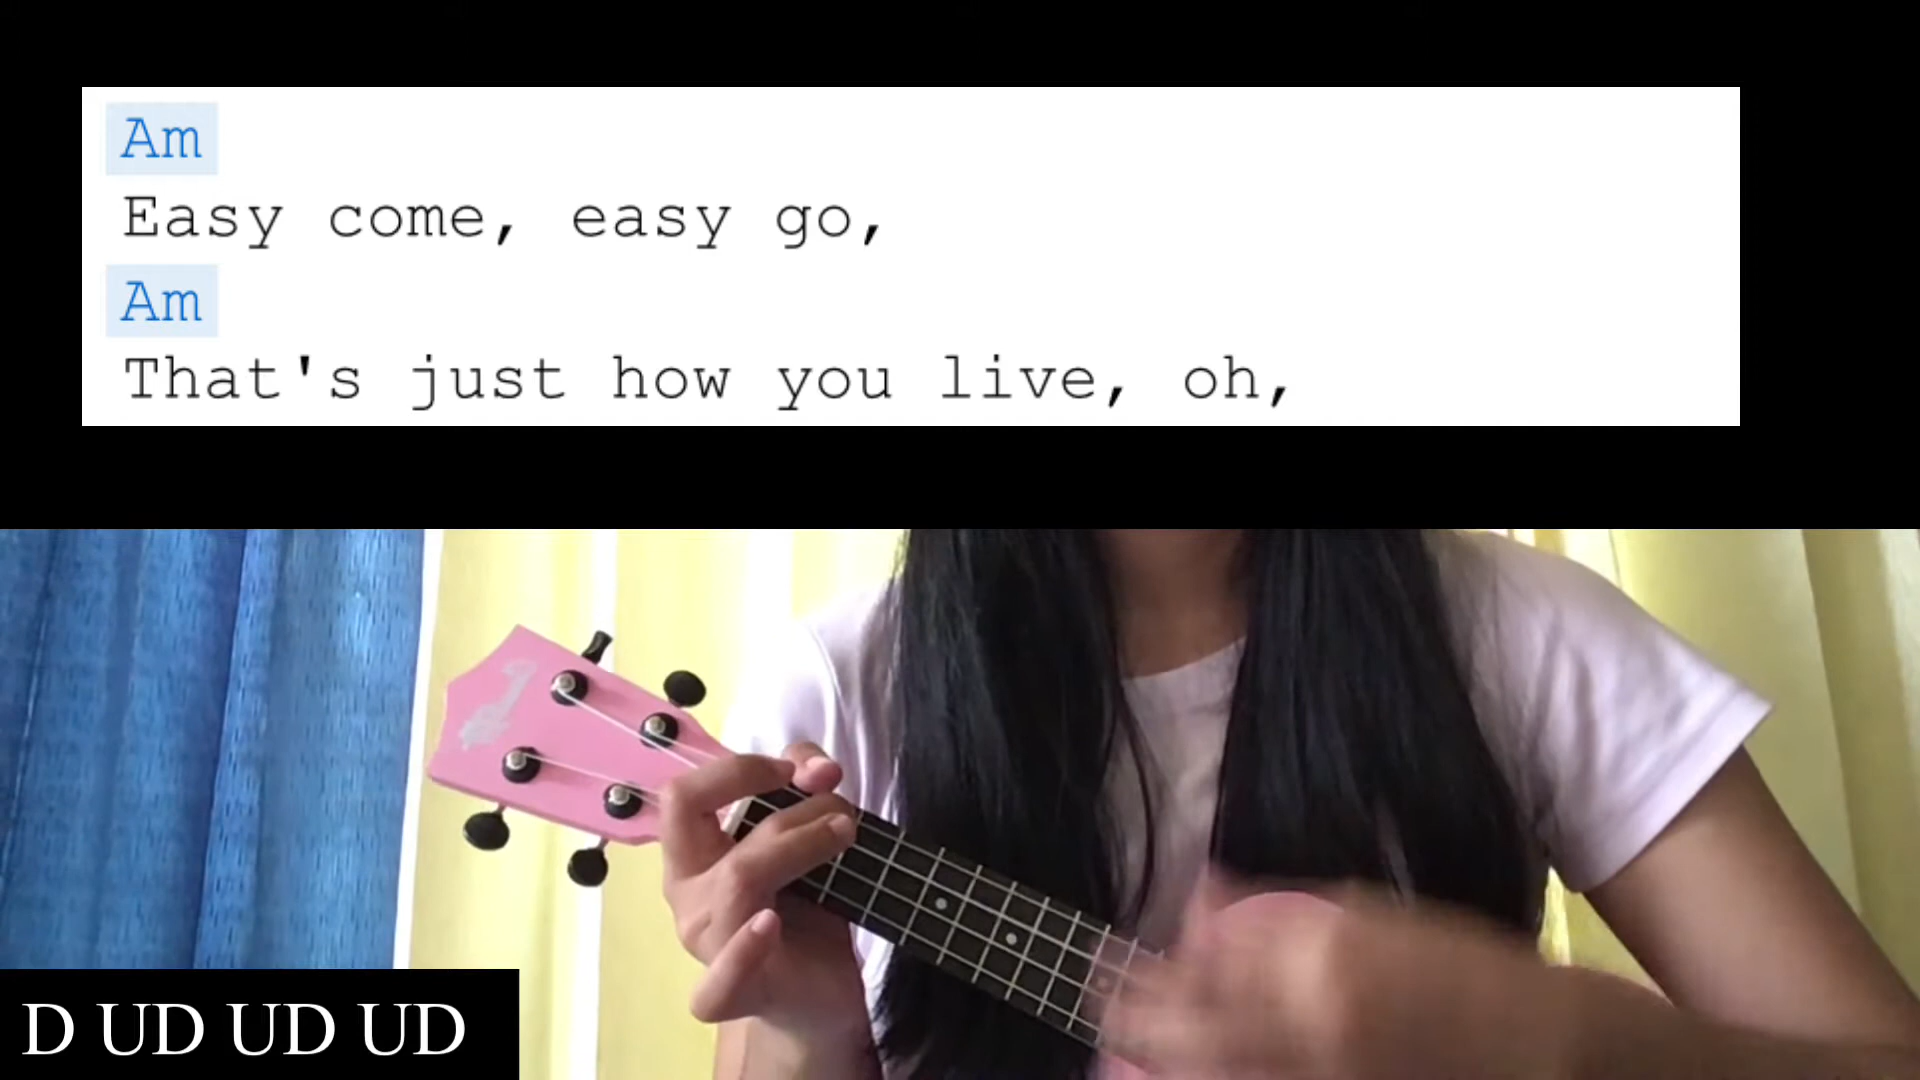 Am
Easy come, easy go,
Am
That's just how you live, oh,
D UD UD UD